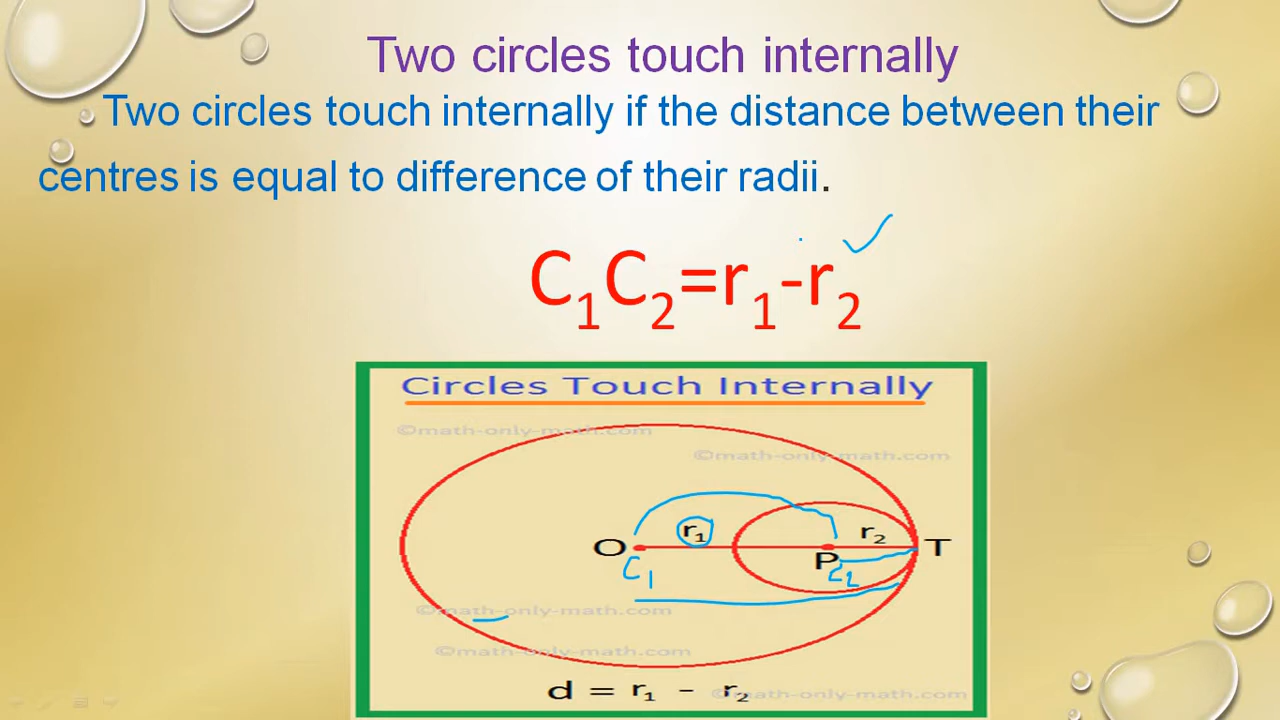 Two circles touch internally
Two circles touch internally if the distance between their
centres is equal to difference of their radii.
C₁C₂=r₁-r₂
Circles Touch Internally
©math-only-math.com
©math-only-math.com
r₁ r₂
O P T
C₁ C₂
©math-only-math.com
©math-only-math.com
d = r₁ - r₂ ©math-only-math.com